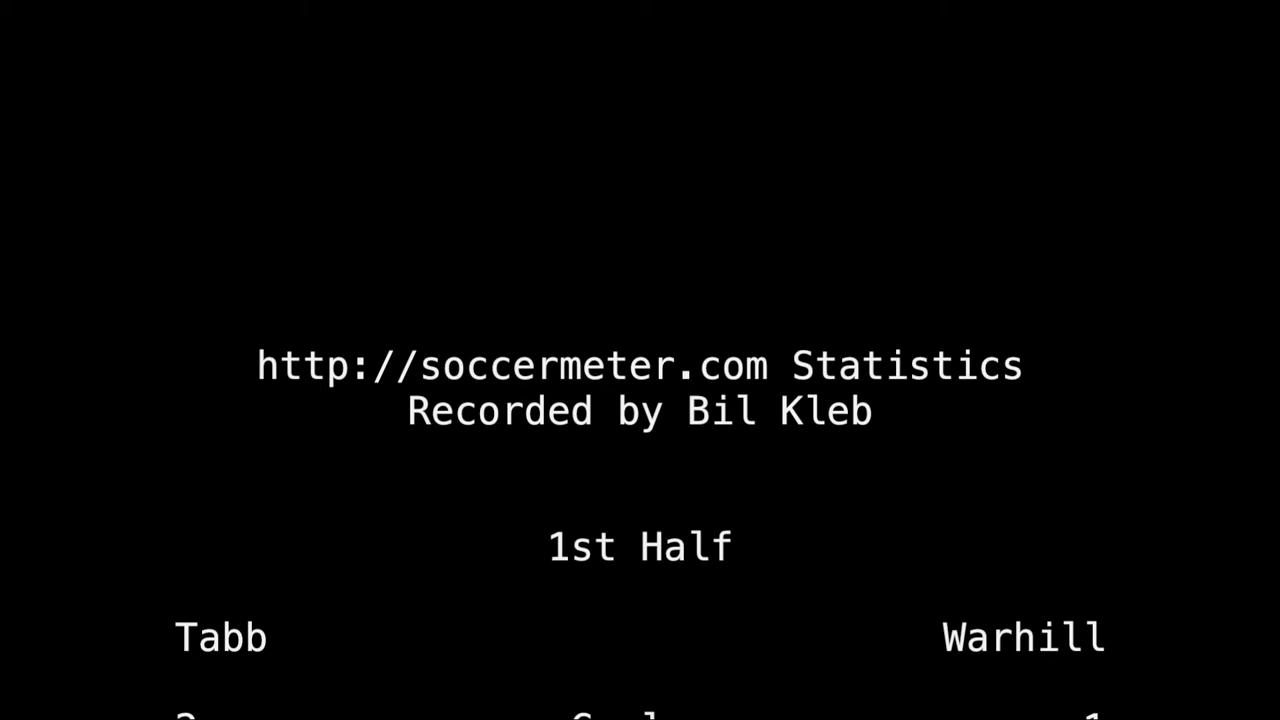 http://soccermeter.com Statistics
Recorded by Bil Kleb
1st Half
Tabb Warhill